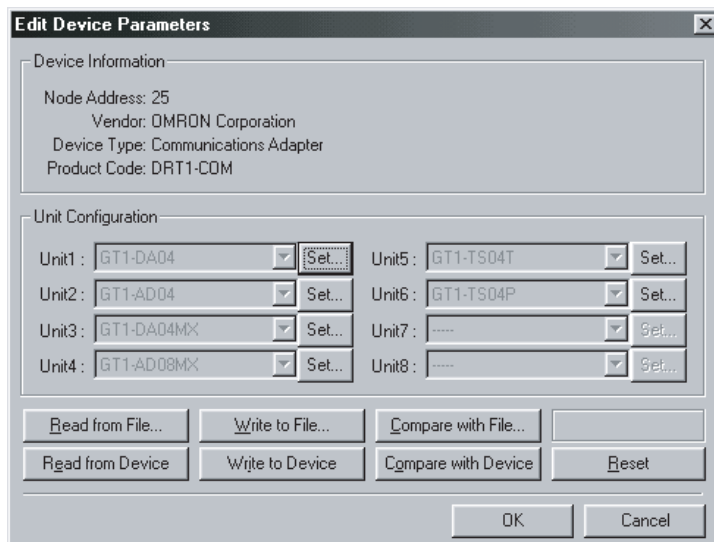 Edit Device Parameters
Device Information
Node Address: 25
Vendor: OMRON Corporation
Device Type: Communications Adapter
Product Code: DRT1-COM
Unit Configuration
Unit1 : GT1-DA04 Set... Unit5 : GT1-TS04T Set...
Unit2 : GT1-AD04 Set... Unit6 : GT1-TS04P Set...
Unit3 : GT1-DA04MX Set... Unit7 : ----- Set...
Unit4 : GT1-AD08MX Set... Unit8 : ----- Set...
Read from File... Write to File... Compare with File...
Read from Device Write to Device Compare with Device Reset
OK Cancel